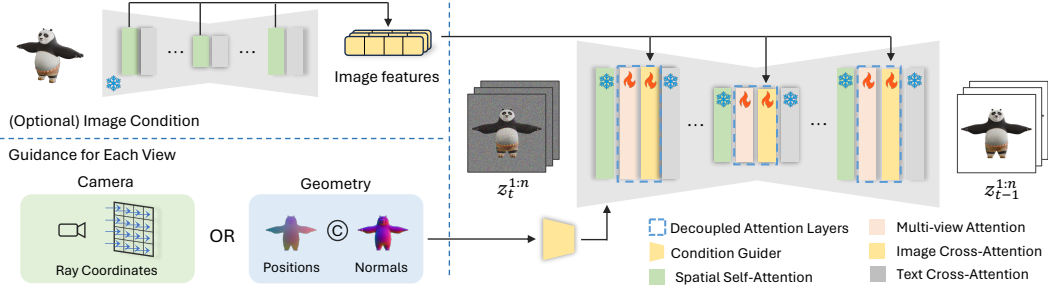 Image features
(Optional) Image Condition
Guidance for Each View
Camera
Ray Coordinates
OR
Geometry
Positions
©
Normals
...
...
...
...
z_t^{1:n}
z_{t-1}^{1:n}
Decoupled Attention Layers
Condition Guider
Spatial Self-Attention
Multi-view Attention
Image Cross-Attention
Text Cross-Attention